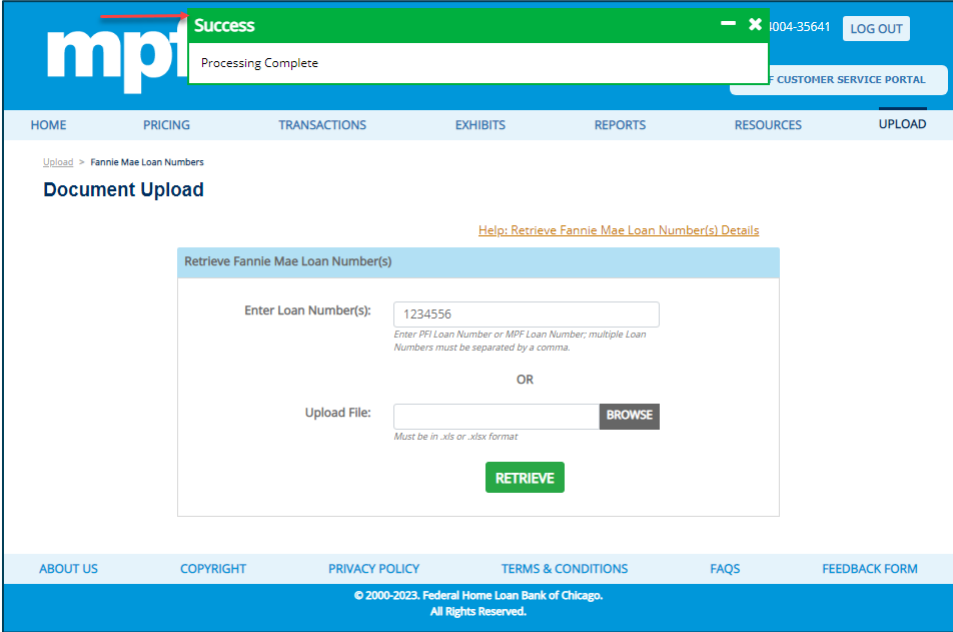 mpf
Success
Processing Complete
004-35641
LOG OUT
CUSTOMER SERVICE PORTAL
HOME PRICING TRANSACTIONS EXHIBITS REPORTS RESOURCES UPLOAD
Upload > Fannie Mae Loan Numbers
Document Upload
Help: Retrieve Fannie Mae Loan Number(s) Details
Retrieve Fannie Mae Loan Number(s)
Enter Loan Number(s): 1234556
Enter PFI Loan Number or MPF Loan Number; multiple Loan
Numbers must be separated by a comma.
OR
Upload File: BROWSE
Must be in .xls or .xlsx format
RETRIEVE
ABOUT US COPYRIGHT PRIVACY POLICY TERMS & CONDITIONS FAQS FEEDBACK FORM
© 2000-2023. Federal Home Loan Bank of Chicago.
All Rights Reserved.